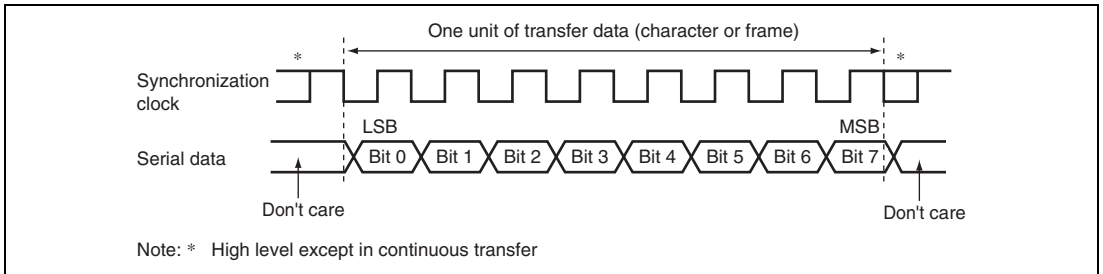 One unit of transfer data (character or frame)
* *
Synchronization
clock
LSB MSB
Serial data Bit 0 Bit 1 Bit 2 Bit 3 Bit 4 Bit 5 Bit 6 Bit 7
Don't care Don't care
Note: * High level except in continuous transfer